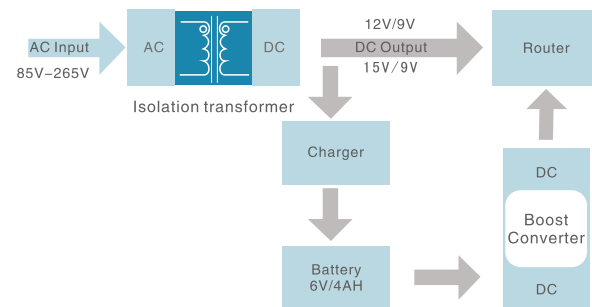 12V/9V
AC Input
AC
DC
DC Output
Router
85V-265V
15V/9V
Isolation transformer
Charger
DC
Boost
Converter
Battery
6V/4AH
DC